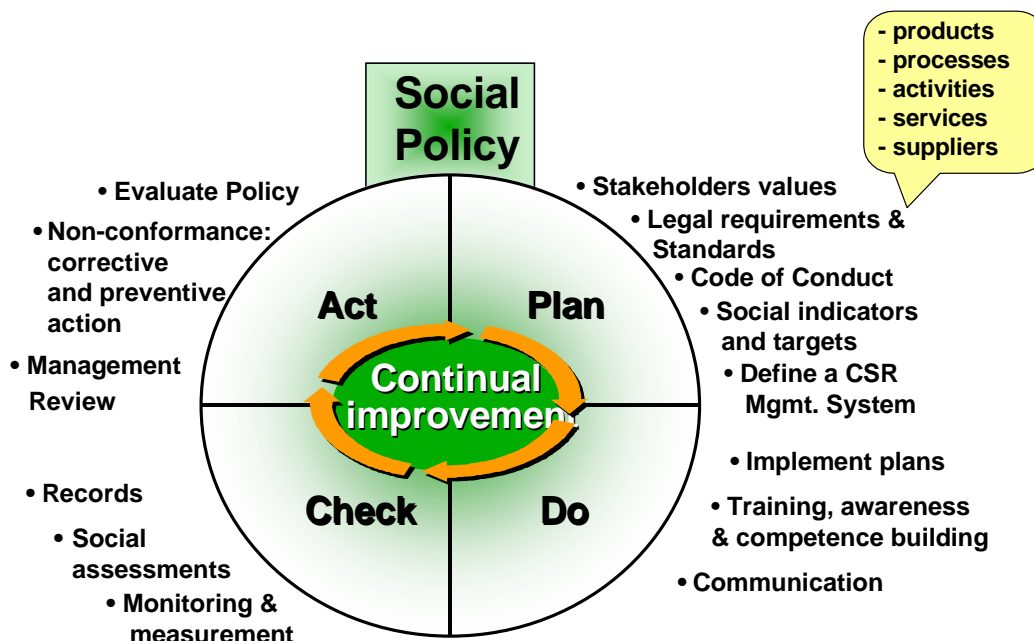 Social
Policy
- products
- processes
- activities
- services
- suppliers
• Evaluate Policy
• Non-conformance:
corrective
and preventive
action
• Management
Review
• Stakeholders values
• Legal requirements &
Standards
• Code of Conduct
• Social indicators
and targets
• Define a CSR
Mgmt. System
Act
Plan
Continual
improvement
Check
Do
• Implement plans
• Training, awareness
& competence building
• Communication
• Records
• Social
assessments
• Monitoring &
measurement